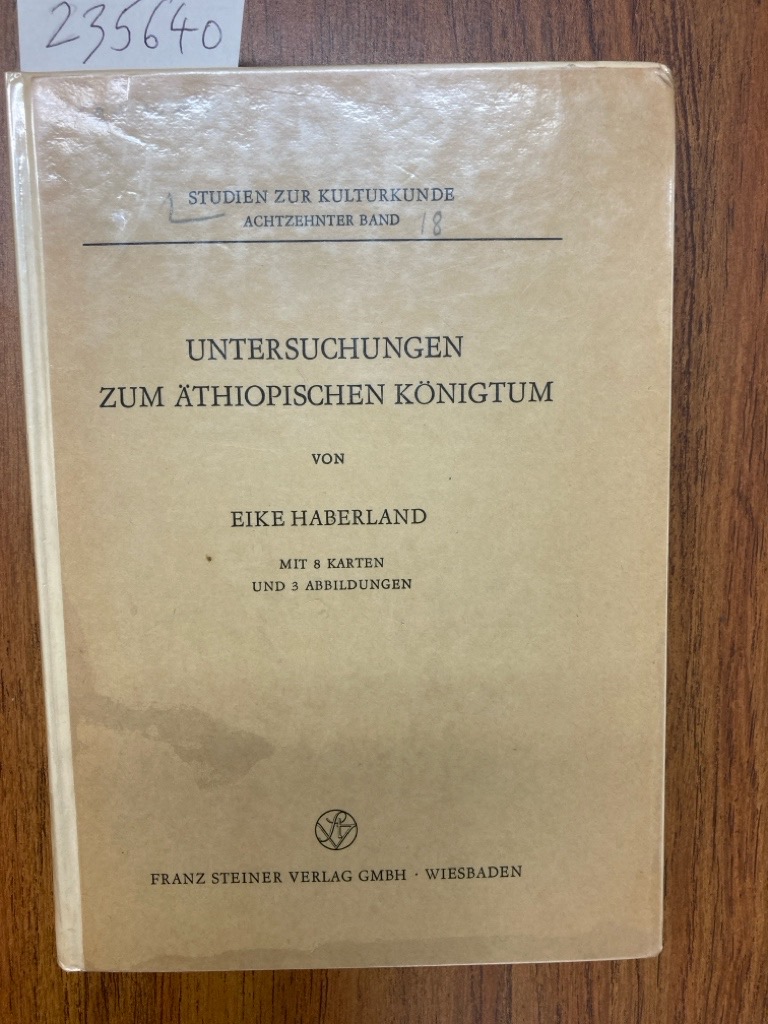 235640
STUDIEN ZUR KULTURKUNDE
ACHTZEHNTER BAND 18
UNTERSUCHUNGEN
ZUM ÄTHIOPISCHEN KÖNIGTUM
VON
EIKE HABERLAND
MIT 8 KARTEN
UND 3 ABBILDUNGEN
FRANZ STEINER VERLAG GMBH · WIESBADEN